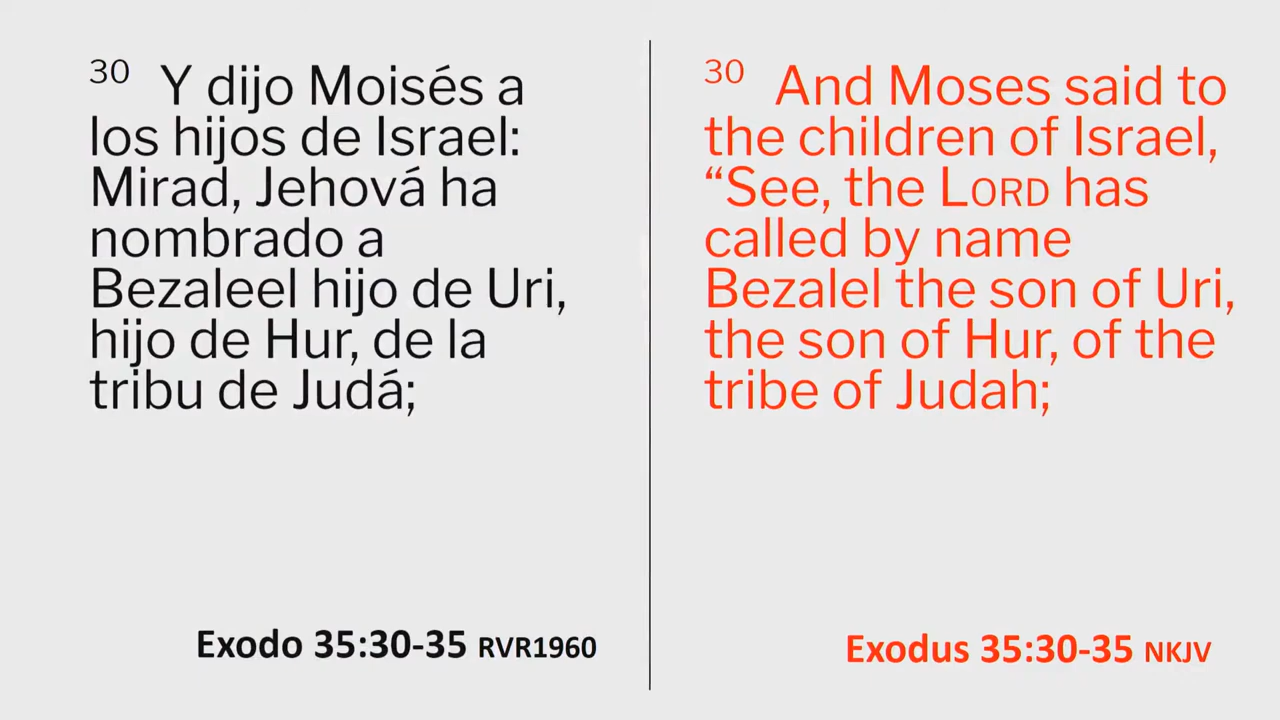 30 Y dijo Moisés a
los hijos de Israel:
Mirad, Jehová ha
nombrado a
Bezaleel hijo de Uri,
hijo de Hur, de la
tribu de Judá;
Exodo 35:30-35 RVR1960
30 And Moses said to
the children of Israel,
“See, the LORD has
called by name
Bezalel the son of Uri,
the son of Hur, of the
tribe of Judah;
Exodus 35:30-35 NKJV